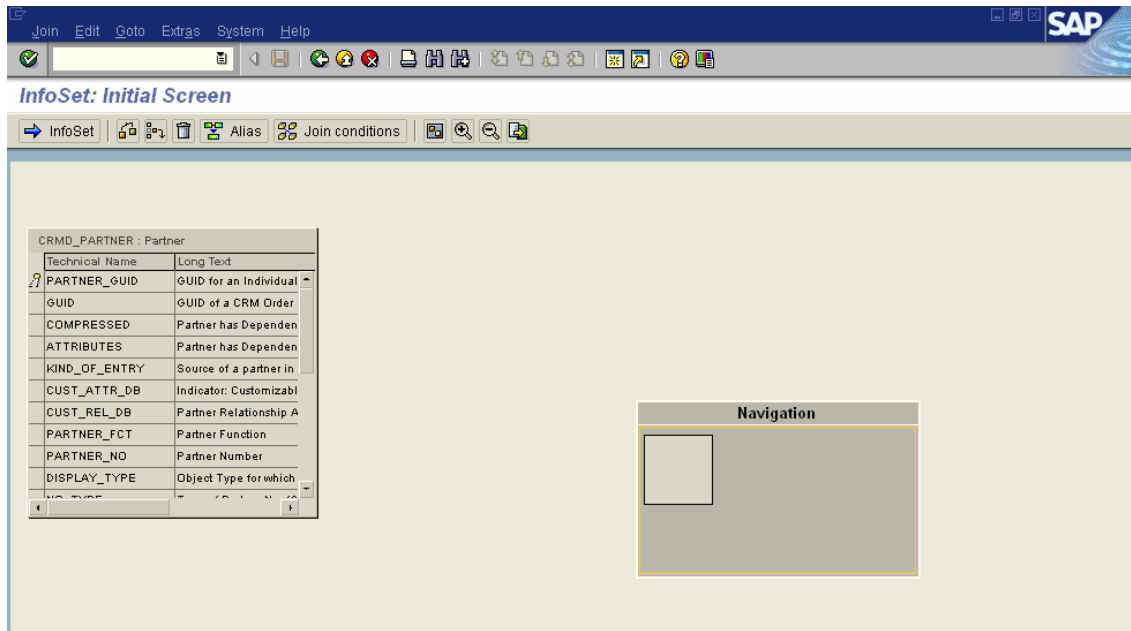 Join Edit Goto Extras System Help
SAP
InfoSet: Initial Screen
InfoSet Alias Join conditions
CRMD_PARTNER : Partner
Technical Name Long Text
PARTNER_GUID GUID for an Individual
GUID GUID of a CRM Order
COMPRESSED Partner has Dependen
ATTRIBUTES Partner has Dependen
KIND_OF_ENTRY Source of a partner in
CUST_ATTR_DB Indicator: Customizabl
CUST_REL_DB Partner Relationship A
PARTNER_FCT Partner Function
PARTNER_NO Partner Number
DISPLAY_TYPE Object Type for which
Navigation